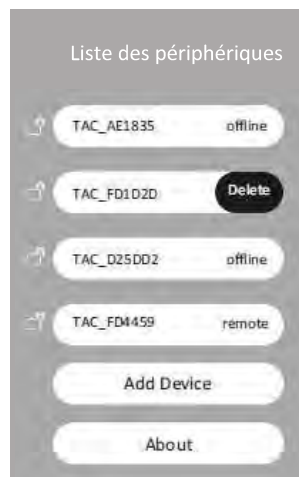 Liste des périphériques
TAC_AE1835 offline
TAC_FD1D2D Delete
TAC_D25DD2 offline
TAC_FD4459 remote
Add Device
About